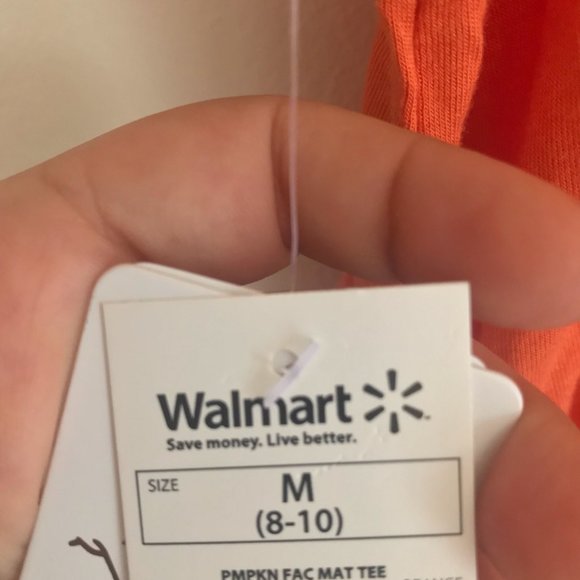 Walmart
Save money. Live better.
SIZE
M
(8-10)
PMPKN FAC MAT TEE